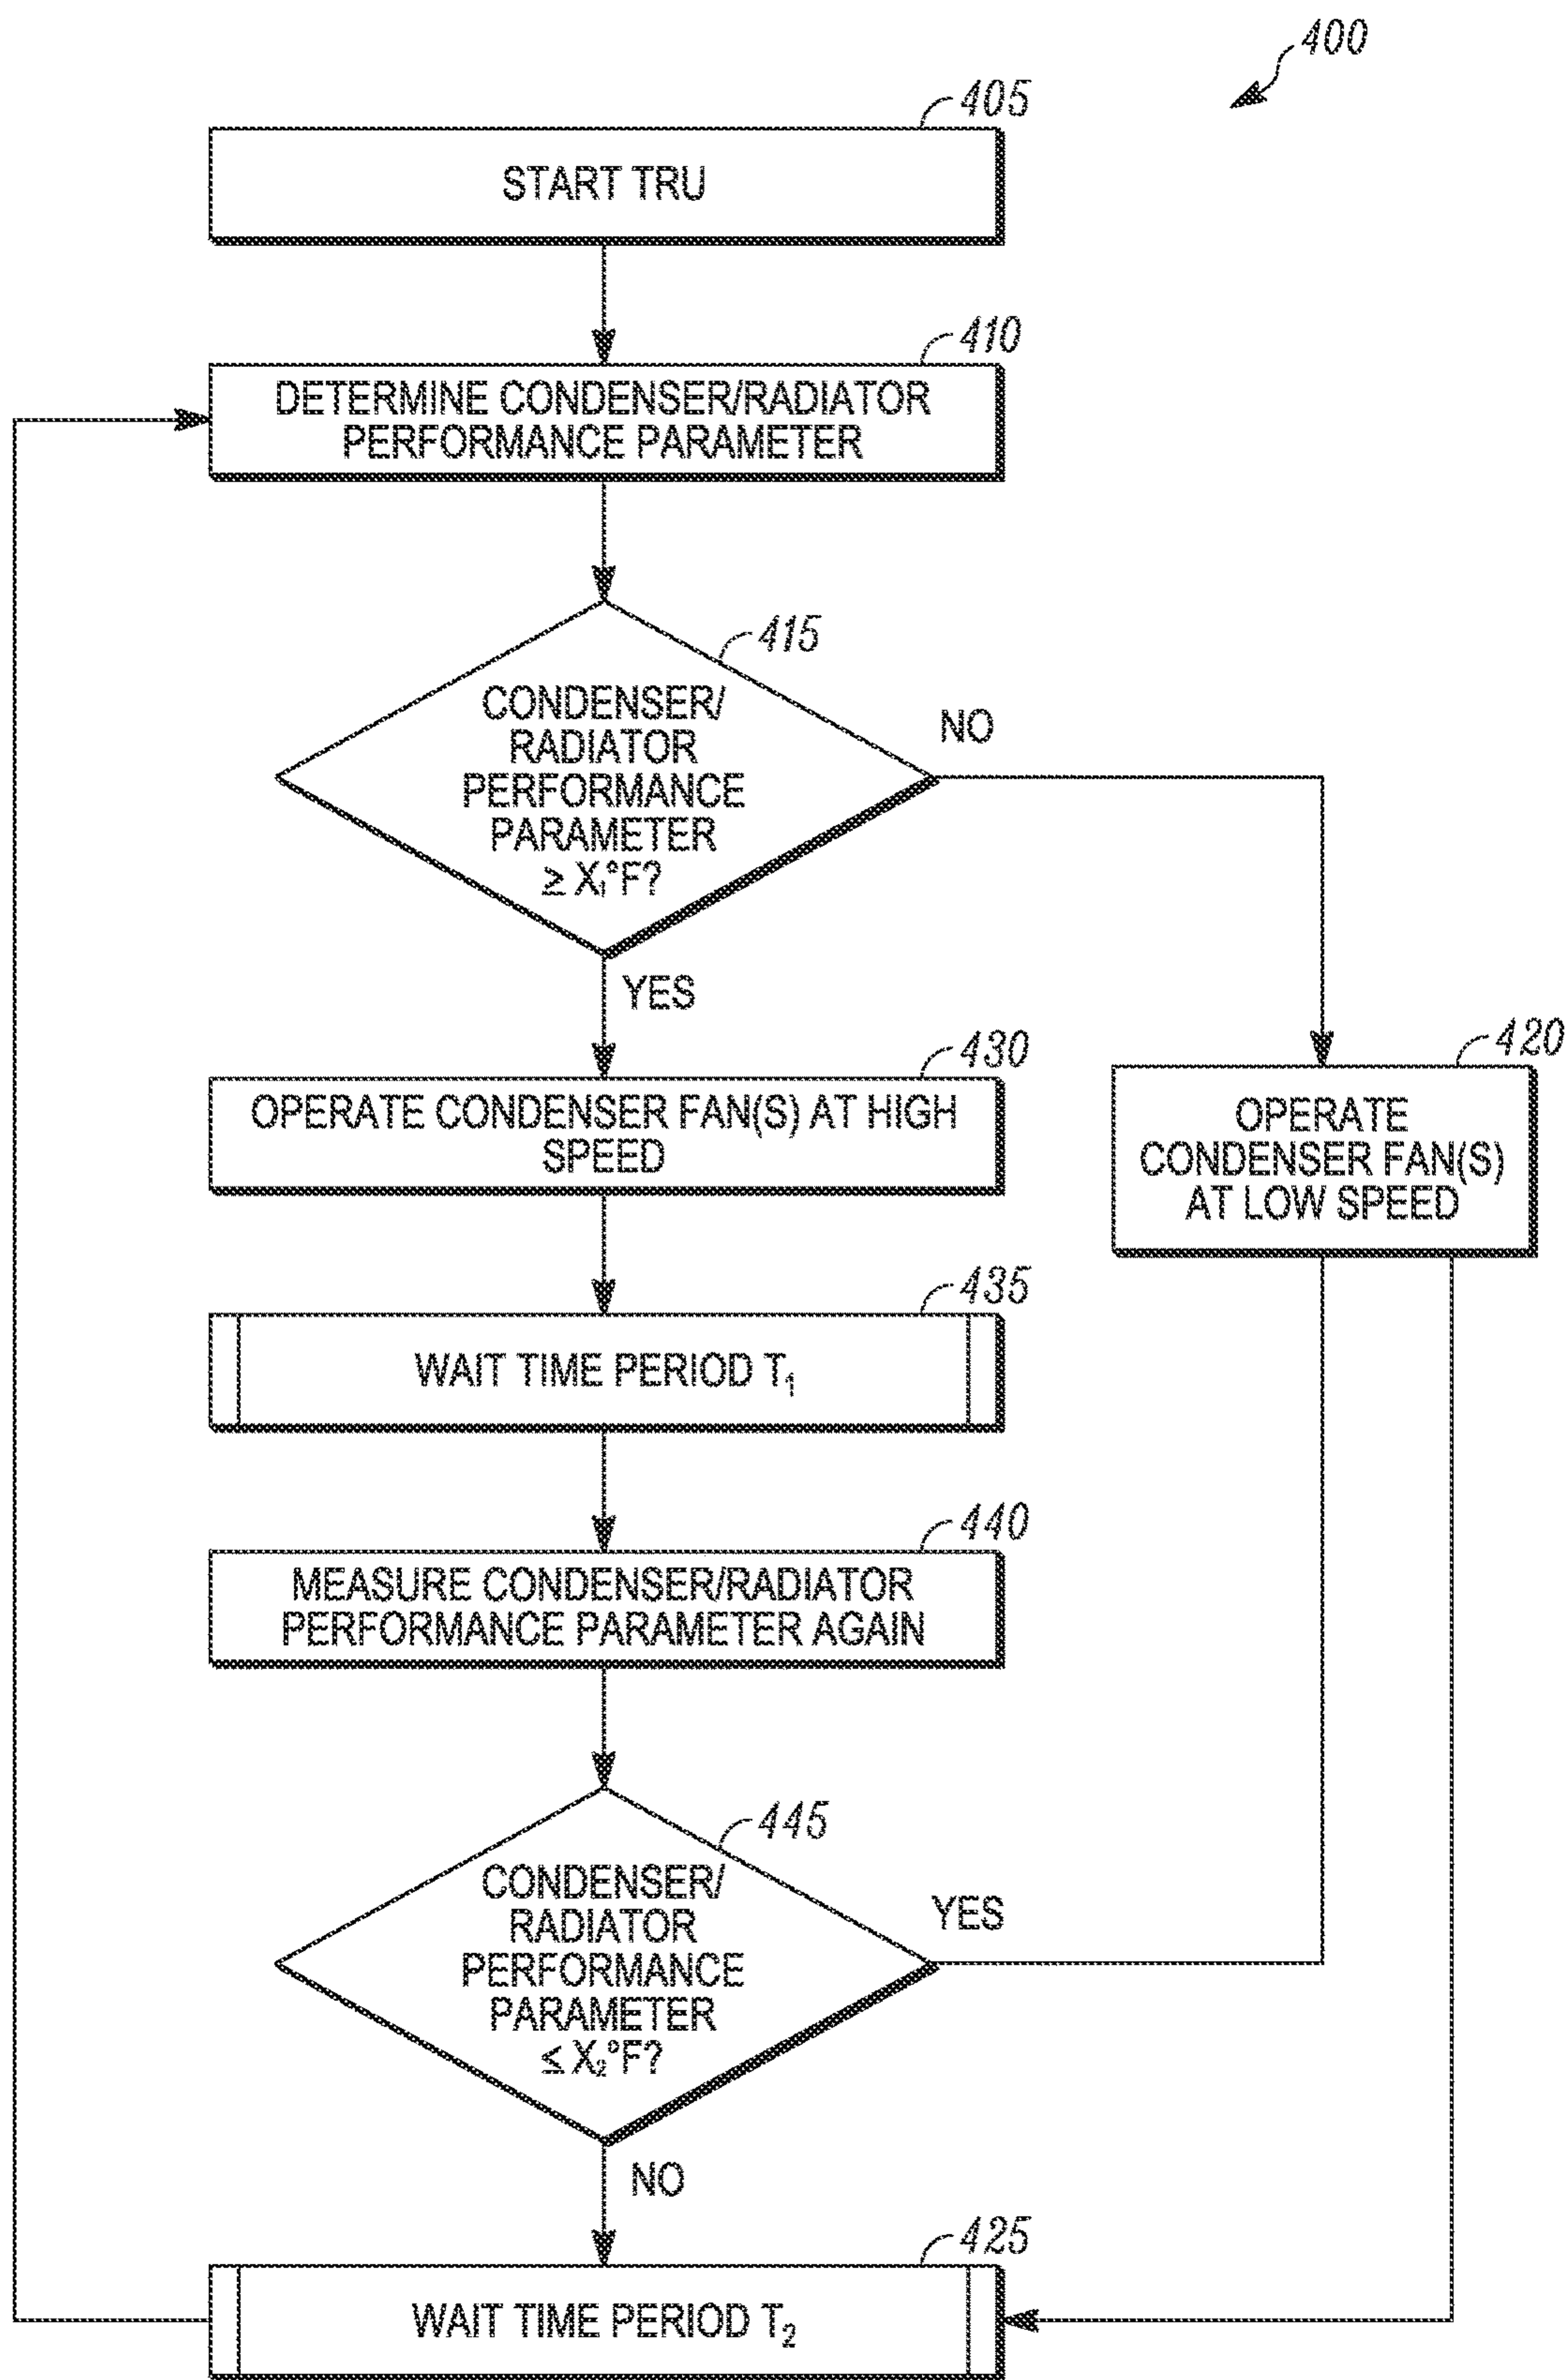 400
405
START TRU
410
DETERMINE CONDENSER/RADIATOR
PERFORMANCE PARAMETER
415
CONDENSER/
RADIATOR
PERFORMANCE
PARAMETER
≥ X₁°F?
NO
YES
430
OPERATE CONDENSER FAN(S) AT HIGH
SPEED
420
OPERATE
CONDENSER FAN(S)
AT LOW SPEED
435
WAIT TIME PERIOD T₁
440
MEASURE CONDENSER/RADIATOR
PERFORMANCE PARAMETER AGAIN
445
CONDENSER/
RADIATOR
PERFORMANCE
PARAMETER
≤ X₂°F?
YES
NO
425
WAIT TIME PERIOD T₂